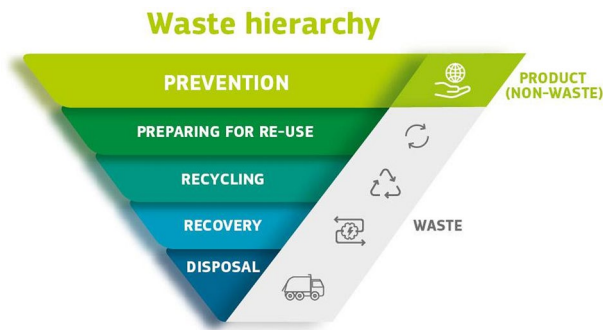 Waste hierarchy
PREVENTION
PRODUCT
(NON-WASTE)
PREPARING FOR RE-USE
RECYCLING
RECOVERY
WASTE
DISPOSAL